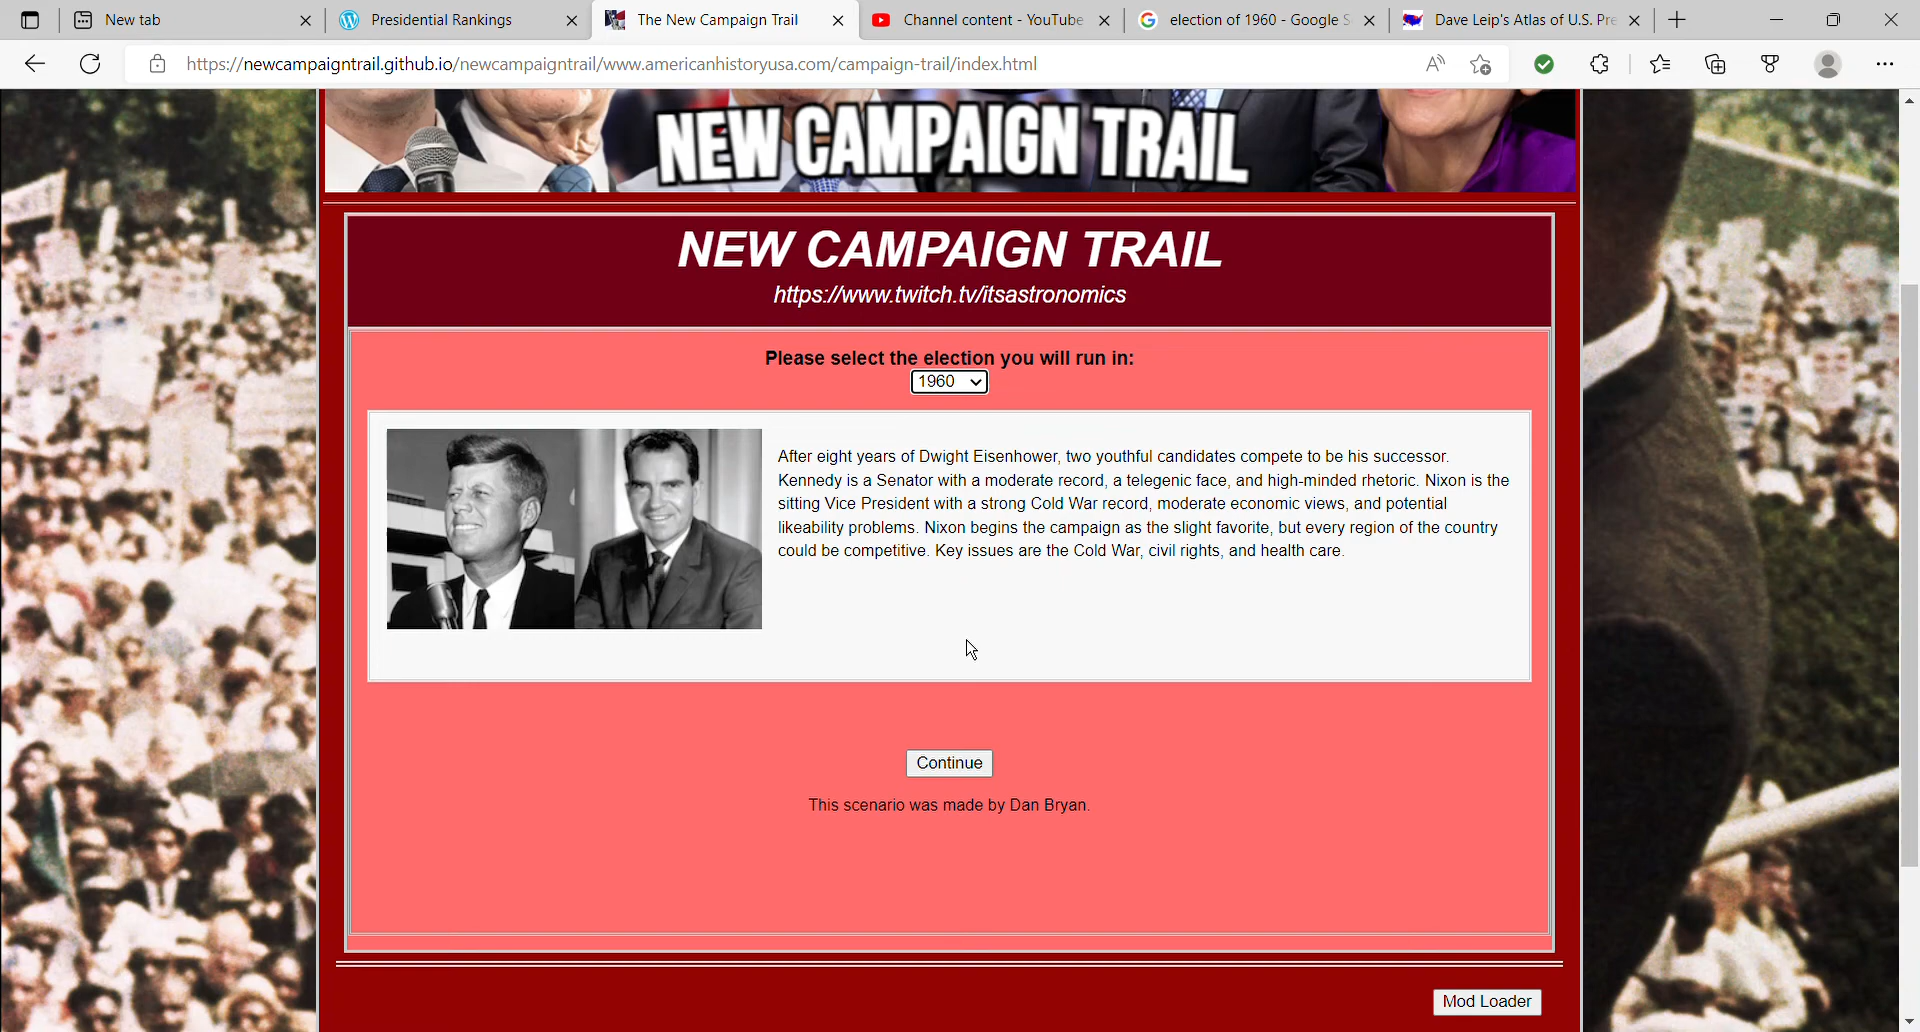 New tab
Presidential Rankings
The New Campaign Trail
Channel content - YouTube
election of 1960 - Google S
Dave Leip's Atlas of U.S. Pre
https://newcampaigntrail.github.io/newcampaigntrail/www.americanhistoryusa.com/campaign-trail/index.html
NEW CAMPAIGN TRAIL
NEW CAMPAIGN TRAIL
https://www.twitch.tv/itsastronomics
Please select the election you will run in:
1960
After eight years of Dwight Eisenhower, two youthful candidates compete to be his successor.
Kennedy is a Senator with a moderate record, a telegenic face, and high-minded rhetoric. Nixon is the
sitting Vice President with a strong Cold War record, moderate economic views, and potential
likeability problems. Nixon begins the campaign as the slight favorite, but every region of the country
could be competitive. Key issues are the Cold War, civil rights, and health care.
Continue
This scenario was made by Dan Bryan.
Mod Loader